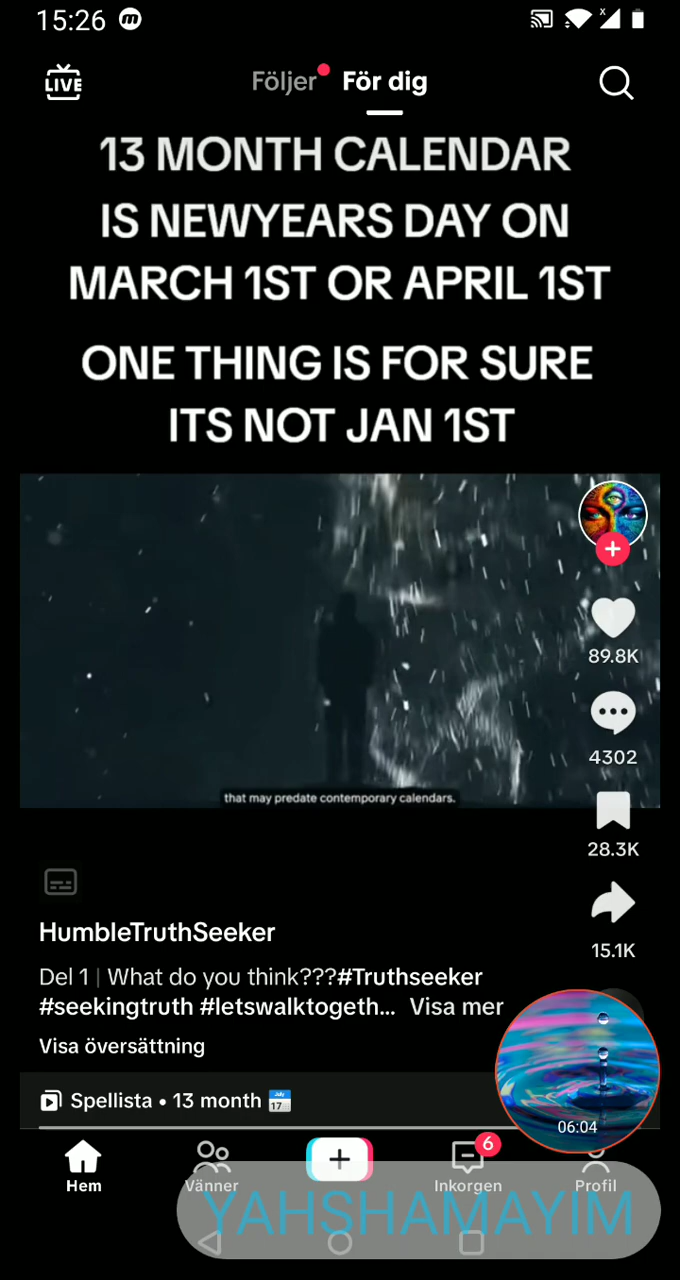 15:26
LIVE
Följer För dig
13 MONTH CALENDAR
IS NEWYEARS DAY ON
MARCH 1ST OR APRIL 1ST
ONE THING IS FOR SURE
ITS NOT JAN 1ST
89.8K
4302
that may predate contemporary calendars.
28.3K
15.1K
HumbleTruthSeeker
Del 1 | What do you think???#Truthseeker
#seekingtruth #letswalktogeth... Visa mer
Visa översättning
Spellista • 13 month
July
17
06:04
6
Hem Vänner Inkorgen Profil
YAHSHAMAYIM